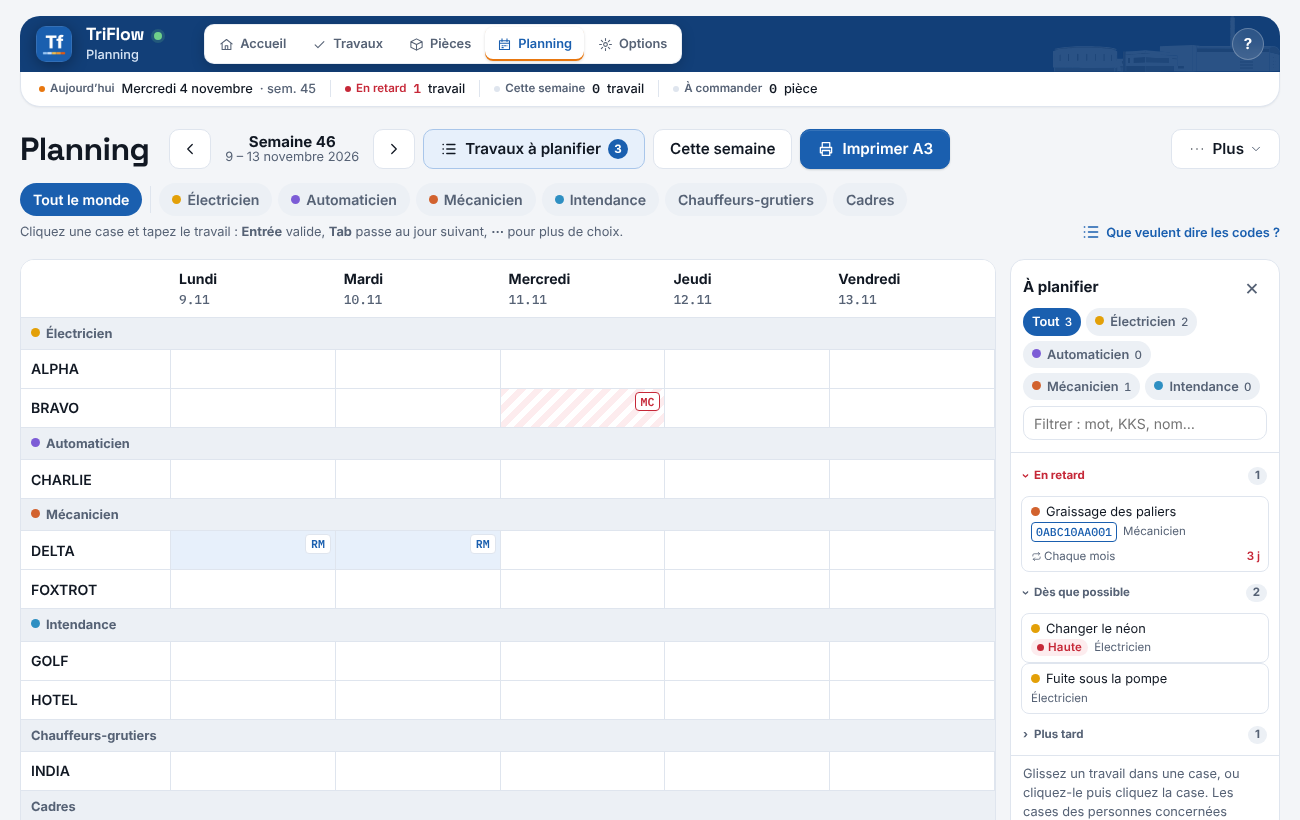 Tf
TriFlow
Planning
Accueil
Travaux
Pièces
Planning
Options
?
Aujourd'hui Mercredi 4 novembre · sem. 45
En retard 1 travail
Cette semaine 0 travail
À commander 0 pièce
Planning
Semaine 46
9 – 13 novembre 2026
Travaux à planifier 3
Cette semaine
Imprimer A3
··· Plus
Tout le monde
Électricien
Automaticien
Mécanicien
Intendance
Chauffeurs-grutiers
Cadres
Cliquez une case et tapez le travail : Entrée valide, Tab passe au jour suivant, ··· pour plus de choix.
Que veulent dire les codes ?
Lundi
9.11
Mardi
10.11
Mercredi
11.11
Jeudi
12.11
Vendredi
13.11
Électricien
ALPHA
BRAVO
MC
Automaticien
CHARLIE
Mécanicien
DELTA
RM
RM
FOXTROT
Intendance
GOLF
HOTEL
Chauffeurs-grutiers
INDIA
Cadres
À planifier
Tout 3
Électricien 2
Automaticien 0
Mécanicien 1
Intendance 0
Filtrer : mot, KKS, nom...
En retard 1
Graissage des paliers
0ABC10AA001 Mécanicien
Chaque mois 3 j
Dès que possible 2
Changer le néon
Haute Électricien
Fuite sous la pompe
Électricien
Plus tard 1
Glissez un travail dans une case, ou
cliquez-le puis cliquez la case. Les
cases des personnes concernées